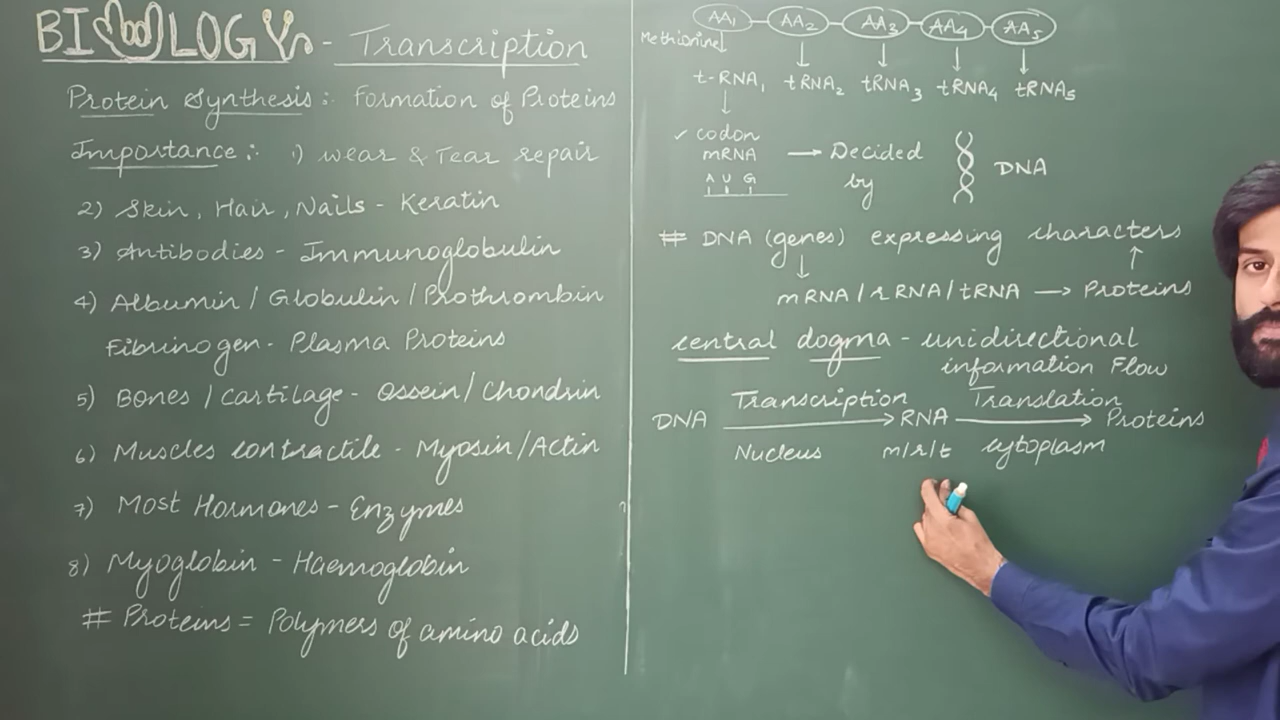 BIOLOGY - Transcription
Protein Synthesis :- Formation of Proteins
Importance :- 1) Wear & Tear repair
2) Skin, Hair, Nails - Keratin
3) Antibodies - Immunoglobulin
4) Albumin / Globulin / Prothrombin
Fibrinogen - Plasma Proteins
5) Bones / Cartilage - Ossein / Chondrin
6) Muscles contractile - Myosin / Actin
7) Most Hormones - Enzymes
8) Myoglobin - Haemoglobin
# Proteins = Polymers of amino acids
AA1 AA2 AA3 AA4 AA5
Methionine
t-RNA1 tRNA2 tRNA3 tRNA4 tRNA5
✓ codon
mRNA → Decided by DNA
A U G
# DNA (genes) expressing characters
mRNA / rRNA / tRNA → Proteins
central dogma - unidirectional
information Flow
Transcription Translation
DNA → RNA → Proteins
Nucleus m/r/t cytoplasm